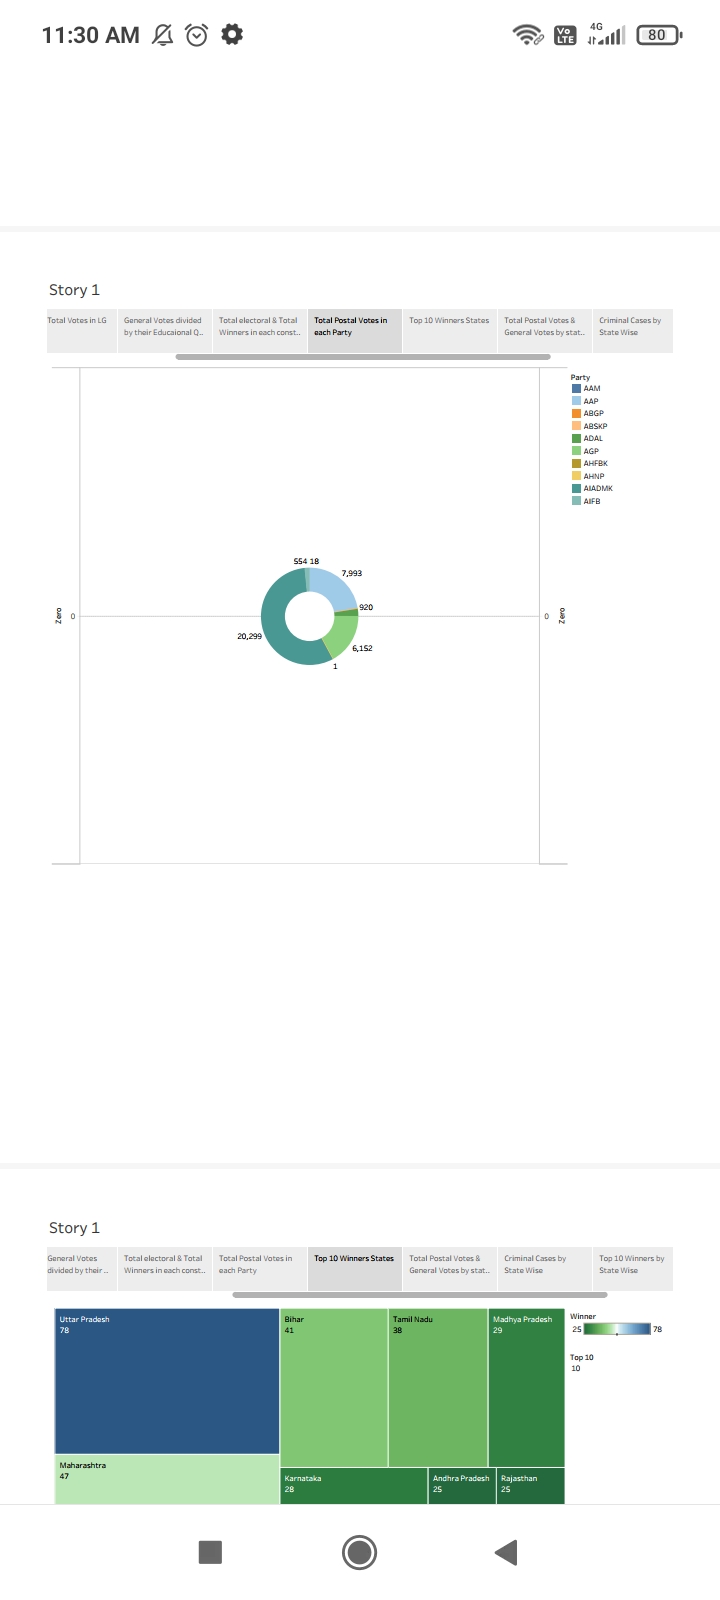 11:30 AM
Vo LTE
4G
80
Story 1
Total Votes in LG
General Votes divided
by their Educaional Q..
Total electoral & Total
Winners in each const..
Total Postal Votes in
each Party
Top 10 Winners States
Total Postal Votes &
General Votes by stat..
Criminal Cases by
State Wise
Party
AAM
AAP
ABGP
ABSKP
ADAL
AGP
AHFBK
AHNP
AIADMK
AIFB
554 18
7,993
920
Zero
0
0
Zero
20,299
6,152
1
Story 1
General Votes
divided by their ..
Total electoral & Total
Winners in each const..
Total Postal Votes in
each Party
Top 10 Winners States
Total Postal Votes &
General Votes by stat..
Criminal Cases by
State Wise
Top 10 Winners by
State Wise
Uttar Pradesh
78
Bihar
41
Tamil Nadu
38
Madhya Pradesh
29
Winner
25 78
Top 10
10
Maharashtra
47
Karnataka
28
Andhra Pradesh
25
Rajasthan
25